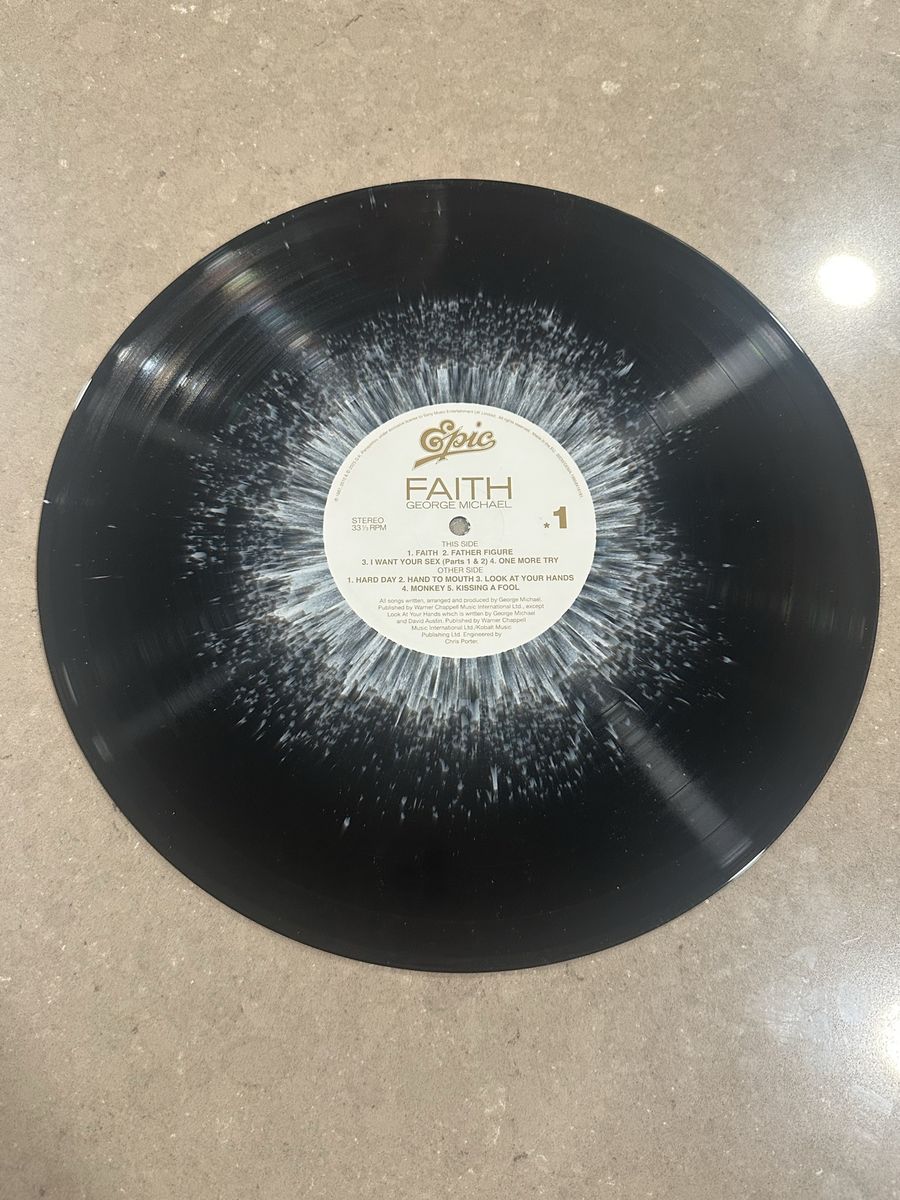 Epic
FAITH
GEORGE MICHAEL
STEREO
33⅓ RPM
*1
THIS SIDE
1. FAITH 2. FATHER FIGURE
3. I WANT YOUR SEX (Parts 1 & 2) 4. ONE MORE TRY
OTHER SIDE
1. HARD DAY 2. HAND TO MOUTH 3. LOOK AT YOUR HANDS
4. MONKEY 5. KISSING A FOOL
All songs written, arranged and produced by George Michael.
Published by Warner Chappell Music International Ltd., except
Look At Your Hands which is written by George Michael
and David Austin. Published by Warner Chappell
Music International Ltd./Kobalt Music
Publishing Ltd. Engineered by
Chris Porter.